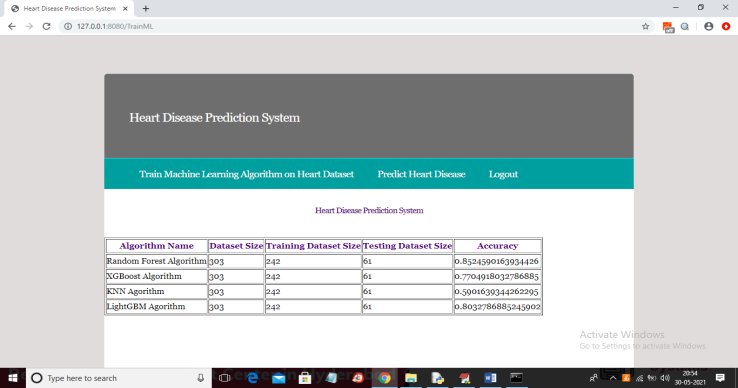 Heart Disease Prediction System
127.0.0.1:8080/TrainML
Heart Disease Prediction System
Train Machine Learning Algorithm on Heart Dataset Predict Heart Disease Logout
Heart Disease Prediction System
Algorithm Name Dataset Size Training Dataset Size Testing Dataset Size Accuracy
Random Forest Algorithm 303 242 61 0.8524590163934426
XGBoost Algorithm 303 242 61 0.7704918032786885
KNN Agorithm 303 242 61 0.5901639344262295
LightGBM Agorithm 303 242 61 0.8032786885245902
Activate Windows
Go to Settings to activate Windows.
Type here to search
20:54
30-05-2021